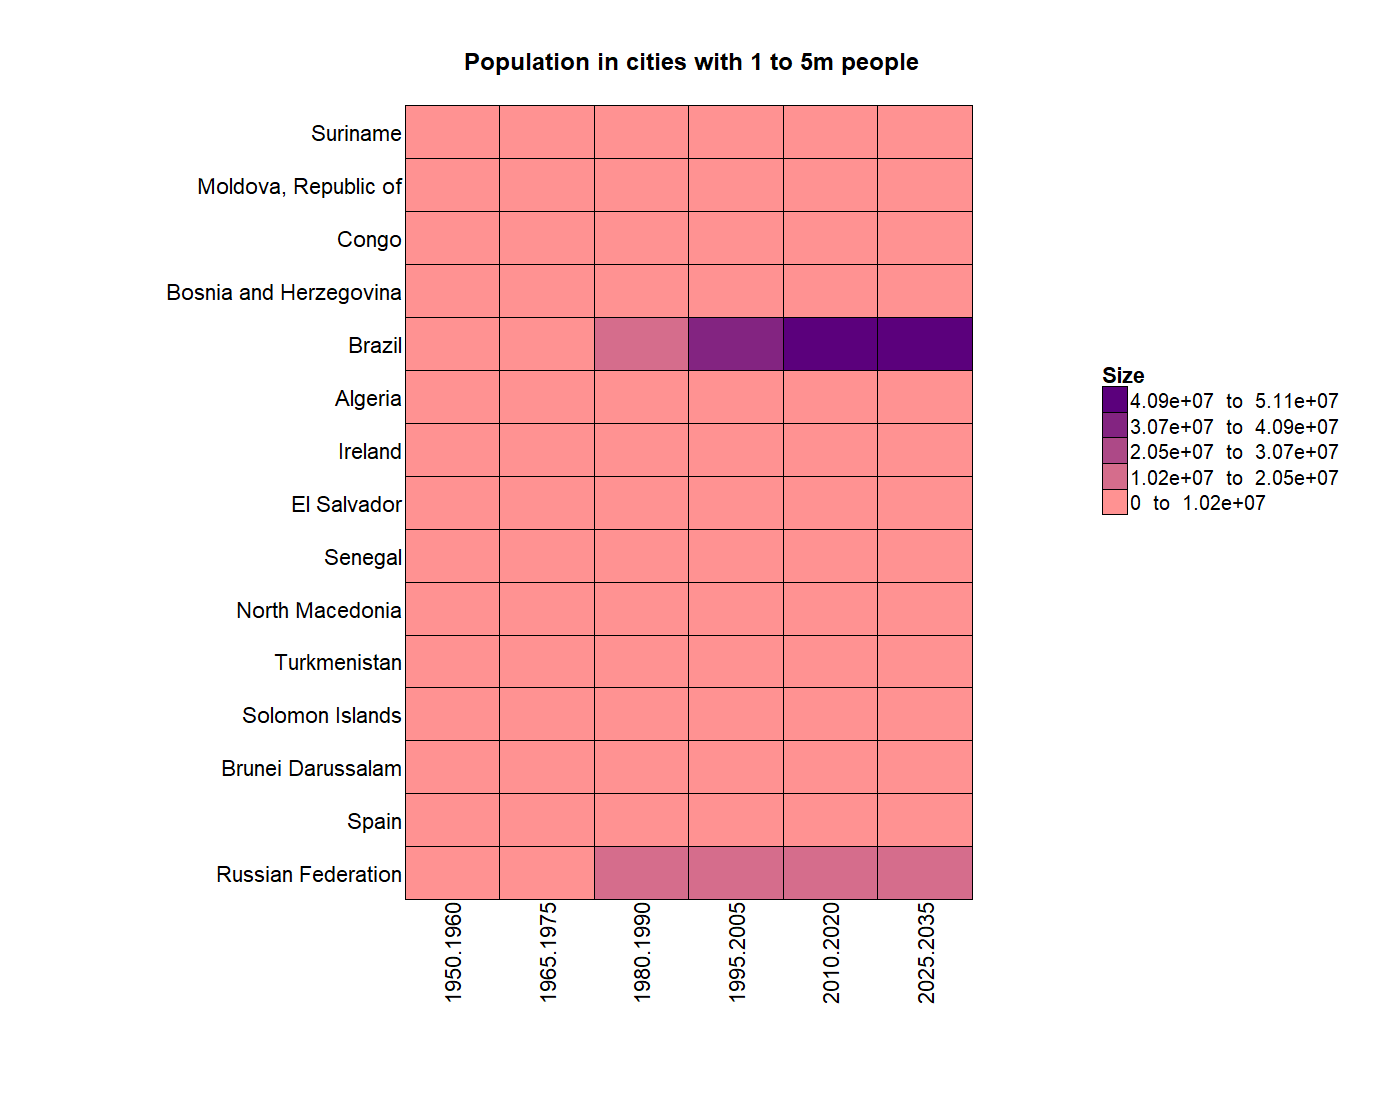 Population in cities with 1 to 5m people
Suriname
Moldova, Republic of
Congo
Bosnia and Herzegovina
Brazil
Algeria
Ireland
El Salvador
Senegal
North Macedonia
Turkmenistan
Solomon Islands
Brunei Darussalam
Spain
Russian Federation
1950.1960
1965.1975
1980.1990
1995.2005
2010.2020
2025.2035
Size
4.09e+07 to 5.11e+07
3.07e+07 to 4.09e+07
2.05e+07 to 3.07e+07
1.02e+07 to 2.05e+07
0 to 1.02e+07